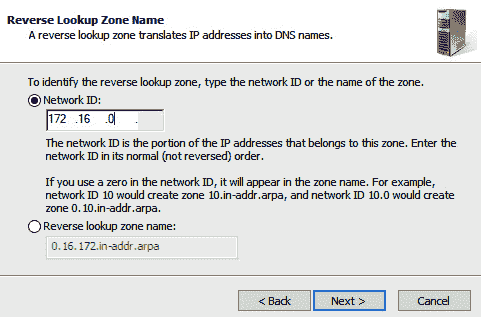 Reverse Lookup Zone Name
A reverse lookup zone translates IP addresses into DNS names.
To identify the reverse lookup zone, type the network ID or the name of the zone.
Network ID:
172 .16 .0 .
The network ID is the portion of the IP addresses that belongs to this zone. Enter the
network ID in its normal (not reversed) order.
If you use a zero in the network ID, it will appear in the zone name. For example,
network ID 10 would create zone 10.in-addr.arpa, and network ID 10.0 would create
zone 0.10.in-addr.arpa.
Reverse lookup zone name:
0.16.172.in-addr.arpa
< Back Next > Cancel